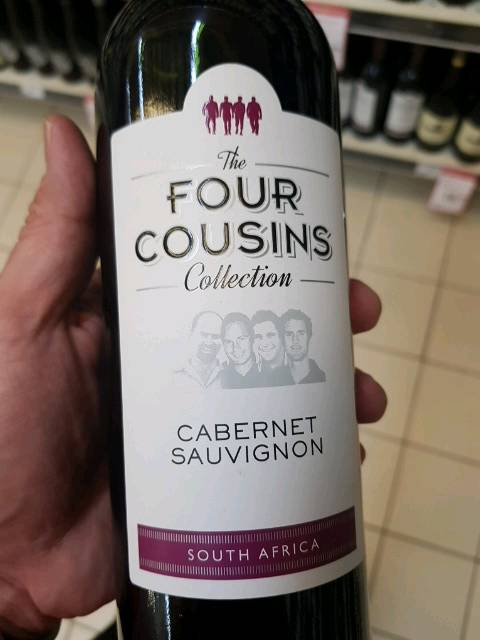 The
FOUR
COUSINS
Collection
CABERNET
SAUVIGNON
SOUTH AFRICA